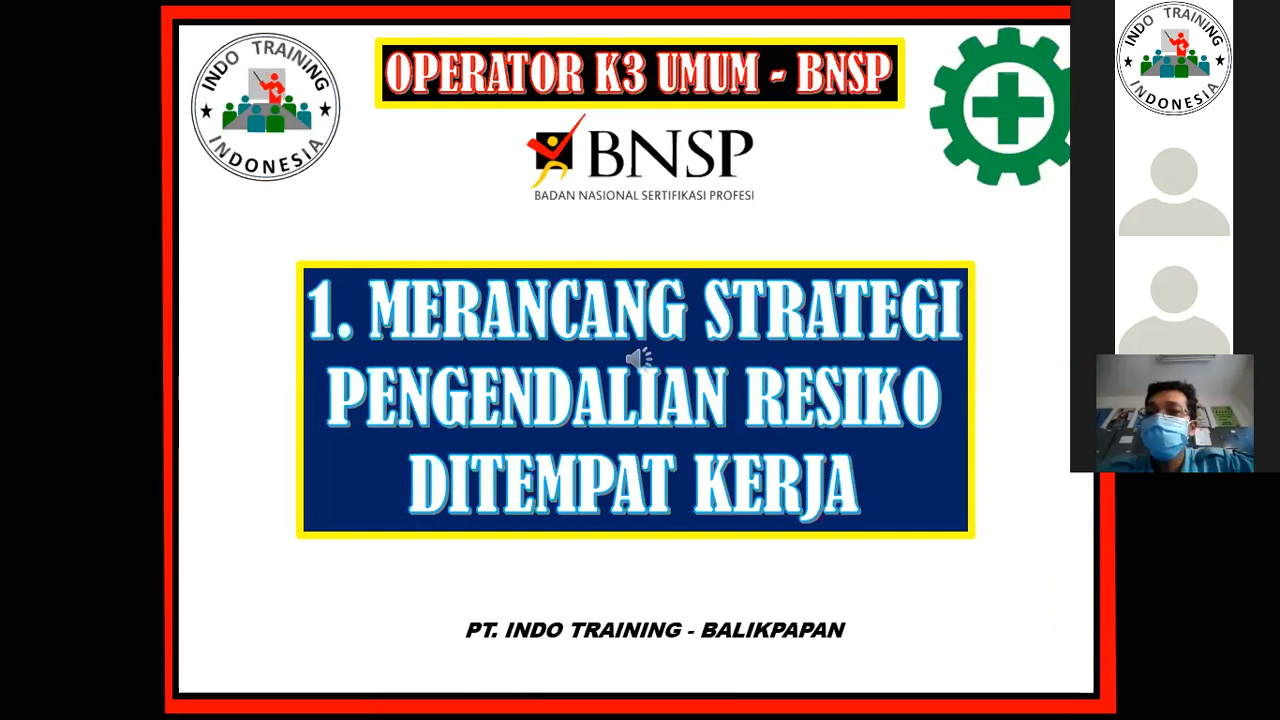 INDO TRAINING
INDONESIA
OPERATOR K3 UMUM - BNSP
BNSP
BADAN NASIONAL SERTIFIKASI PROFESI
1. MERANCANG STRATEGI
PENGENDALIAN RESIKO
DITEMPAT KERJA
PT. INDO TRAINING - BALIKPAPAN
INDO TRAINING
INDONESIA